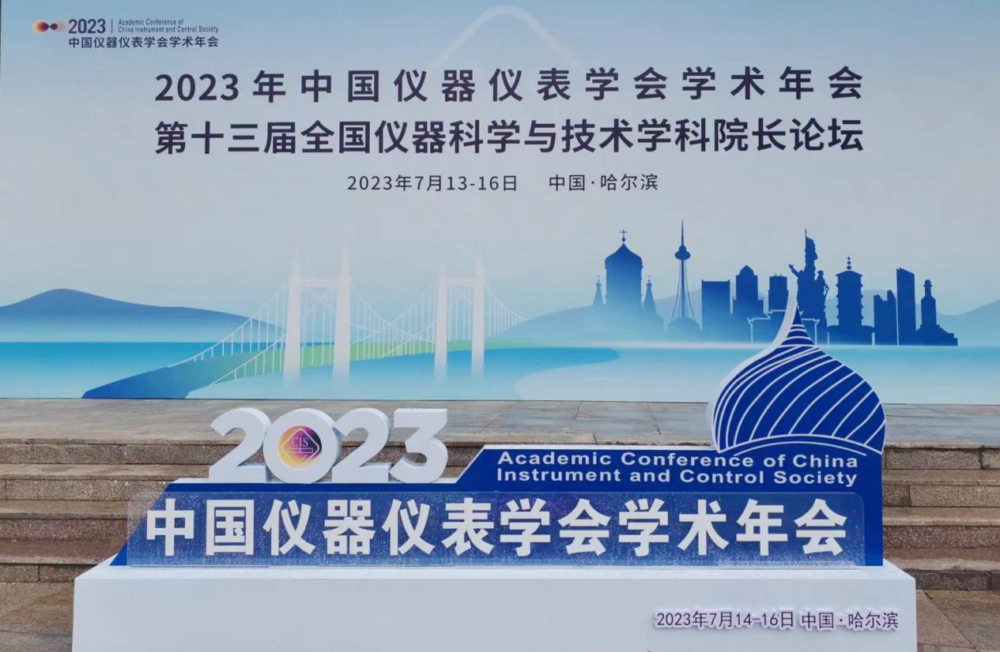 2023
Academic Conference of
China Instrument and Control Society
中国仪器仪表学会学术年会
2023年中国仪器仪表学会学术年会
第十三届全国仪器科学与技术学科院长论坛
2023年7月13-16日 中国·哈尔滨
2023
CIS
Academic Conference of China
Instrument and Control Society
中国仪器仪表学会学术年会
2023年7月14-16日 中国·哈尔滨